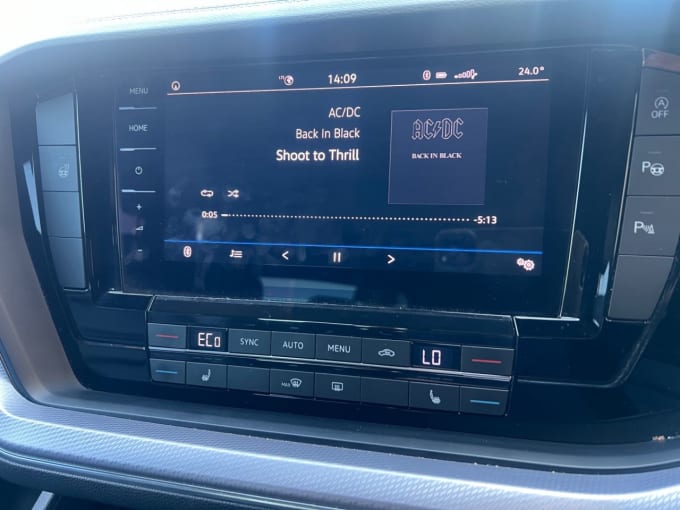 MENU
LTE 14:09 24.0°
HOME
AC/DC
Back In Black
Shoot to Thrill
AC/DC
BACK IN BLACK
0:05 -5:13
A OFF
P
P
ECo SYNC AUTO MENU LO
MAX